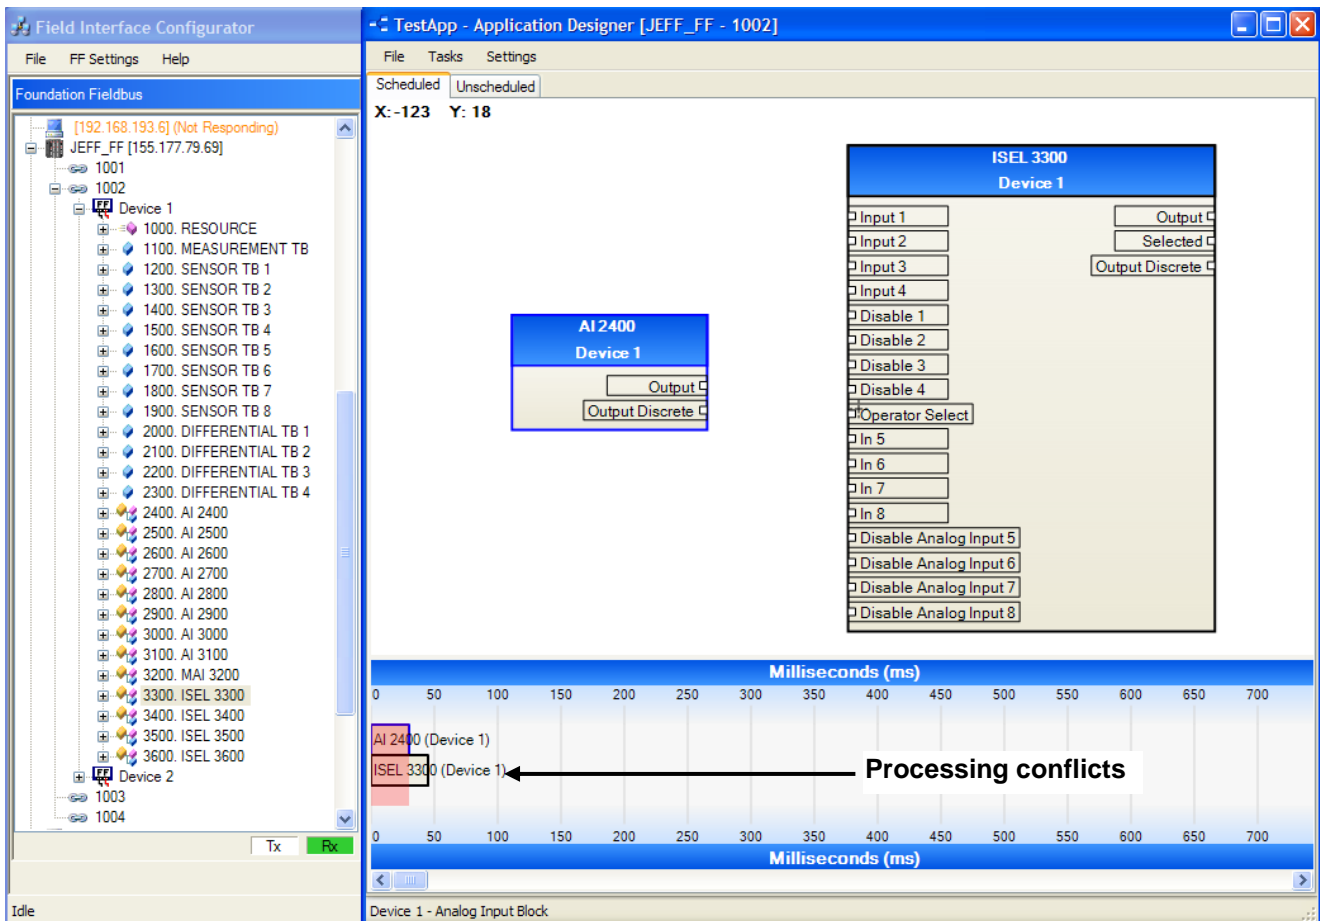 Field Interface Configurator
File FF Settings Help
Foundation Fieldbus
[192.168.193.6] (Not Responding)
JEFF_FF [155.177.79.69]
1001
1002
Device 1
1000. RESOURCE
1100. MEASUREMENT TB
1200. SENSOR TB 1
1300. SENSOR TB 2
1400. SENSOR TB 3
1500. SENSOR TB 4
1600. SENSOR TB 5
1700. SENSOR TB 6
1800. SENSOR TB 7
1900. SENSOR TB 8
2000. DIFFERENTIAL TB 1
2100. DIFFERENTIAL TB 2
2200. DIFFERENTIAL TB 3
2300. DIFFERENTIAL TB 4
2400. AI 2400
2500. AI 2500
2600. AI 2600
2700. AI 2700
2800. AI 2800
2900. AI 2900
3000. AI 3000
3100. AI 3100
3200. MAI 3200
3300. ISEL 3300
3400. ISEL 3400
3500. ISEL 3500
3600. ISEL 3600
Device 2
1003
1004
Tx Rx
Idle
TestApp - Application Designer [JEFF_FF - 1002]
File Tasks Settings
Scheduled Unscheduled
X:-123 Y: 18
AI 2400
Device 1
Output
Output Discrete
ISEL 3300
Device 1
Input 1
Input 2
Input 3
Input 4
Disable 1
Disable 2
Disable 3
Disable 4
Operator Select
In 5
In 6
In 7
In 8
Disable Analog Input 5
Disable Analog Input 6
Disable Analog Input 7
Disable Analog Input 8
Output
Selected
Output Discrete
Milliseconds (ms)
0 50 100 150 200 250 300 350 400 450 500 550 600 650 700
AI 2400 (Device 1)
ISEL 3300 (Device 1)
Processing conflicts
0 50 100 150 200 250 300 350 400 450 500 550 600 650 700
Milliseconds (ms)
Device 1 - Analog Input Block